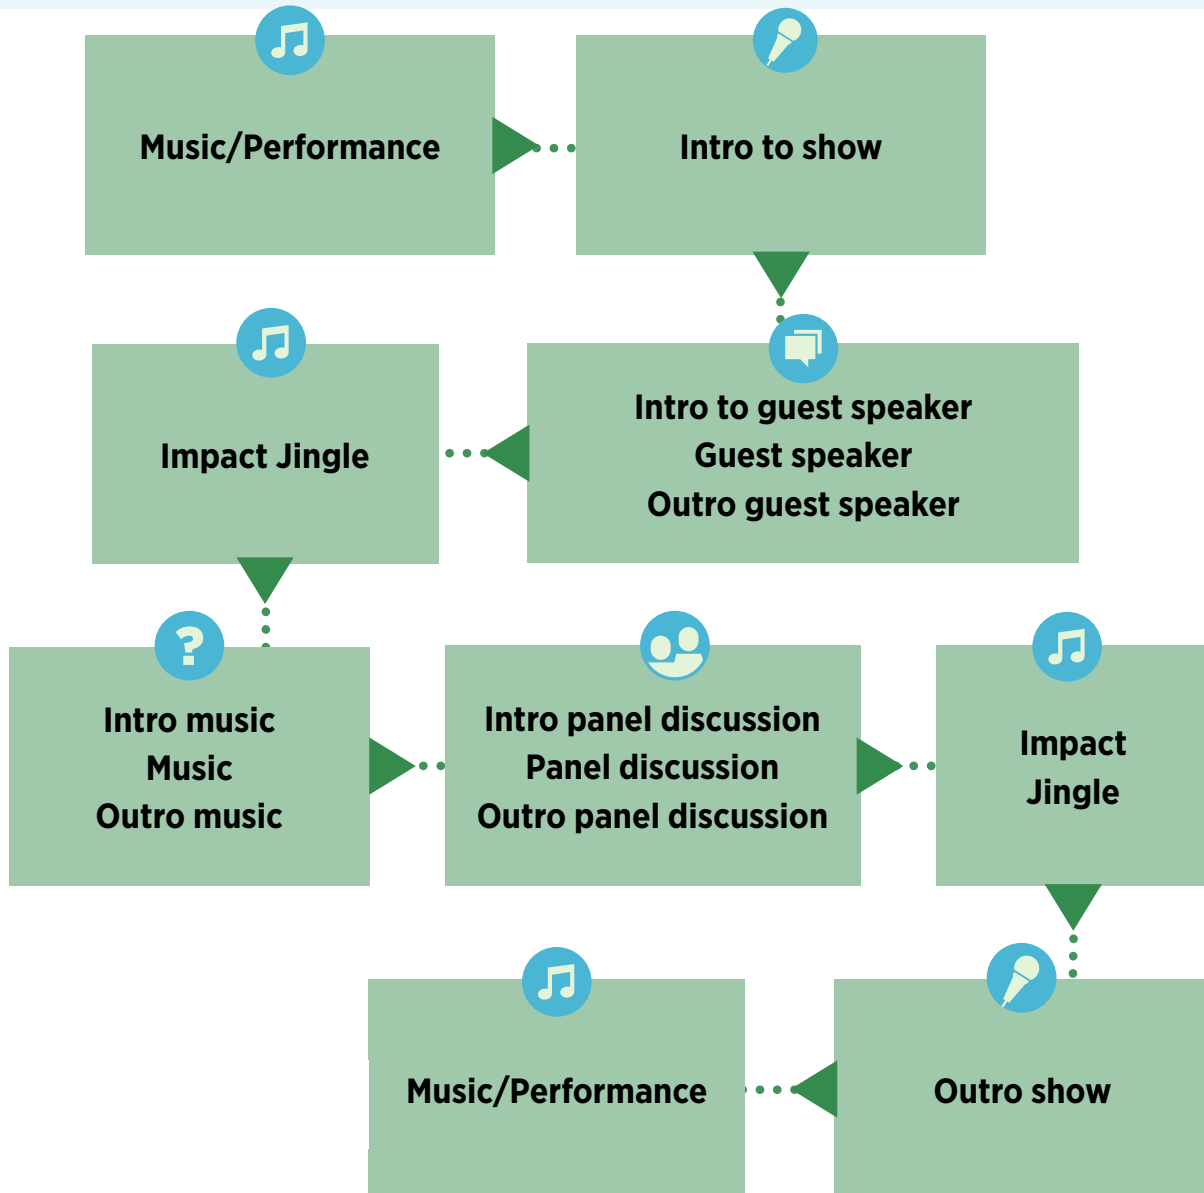 Music/Performance
Intro to show
Intro to guest speaker
Guest speaker
Outro guest speaker
Impact Jingle
?
Intro music
Music
Outro music
Intro panel discussion
Panel discussion
Outro panel discussion
Impact
Jingle
Outro show
Music/Performance